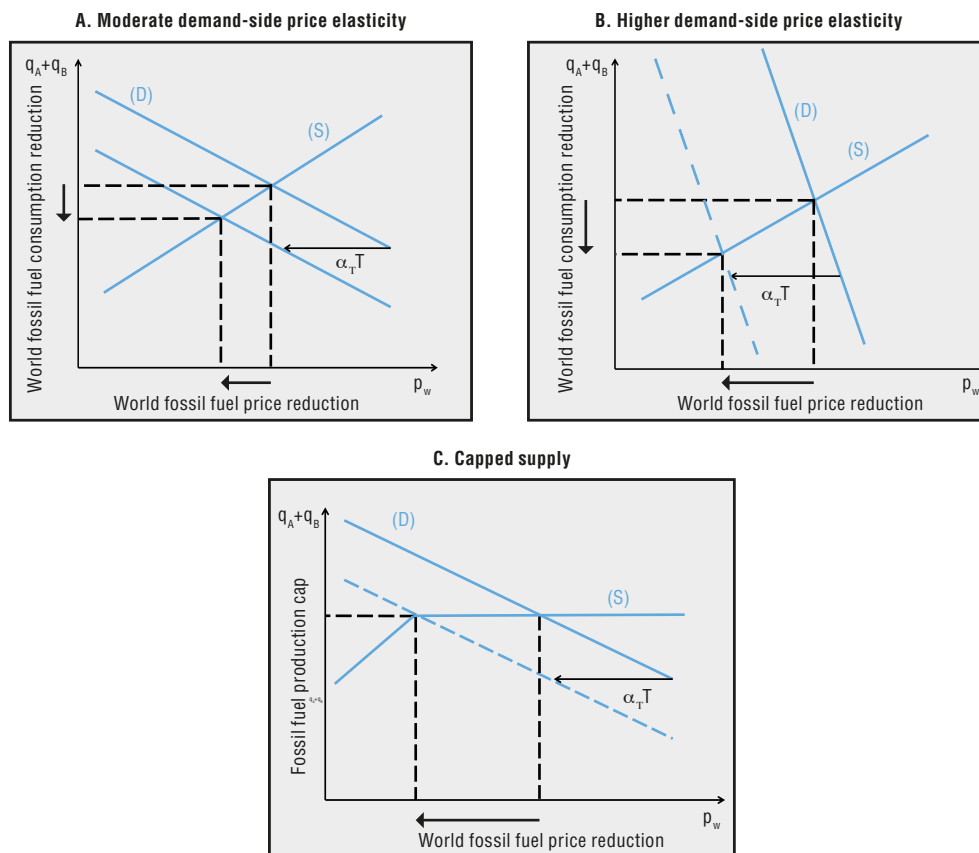 A. Moderate demand-side price elasticity
q_A+q_B
World fossil fuel consumption reduction
(D)
(S)
α_T T
p_w
World fossil fuel price reduction
B. Higher demand-side price elasticity
q_A+q_B
World fossil fuel consumption reduction
(D)
(S)
α_T T
p_w
World fossil fuel price reduction
C. Capped supply
q_A+q_B
Fossil fuel production cap
(D)
(S)
α_T T
p_w
World fossil fuel price reduction